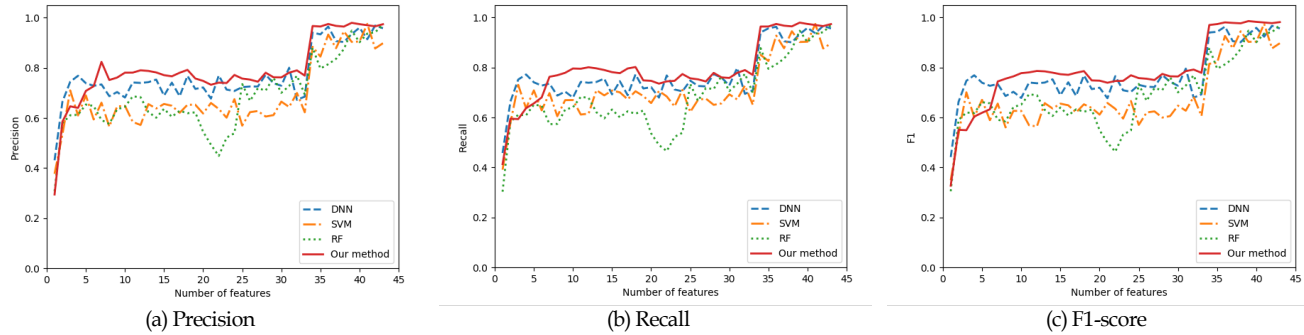 1.0
0.8
0.6
0.4
0.2
0.0
Precision
0 5 10 15 20 25 30 35 40 45
Number of features
DNN
SVM
RF
Our method
(a) Precision
1.0
0.8
0.6
0.4
0.2
0.0
Recall
0 5 10 15 20 25 30 35 40 45
Number of features
DNN
SVM
RF
Our method
(b) Recall
1.0
0.8
0.6
0.4
0.2
0.0
F1
0 5 10 15 20 25 30 35 40 45
Number of features
DNN
SVM
RF
Our method
(c) F1-score